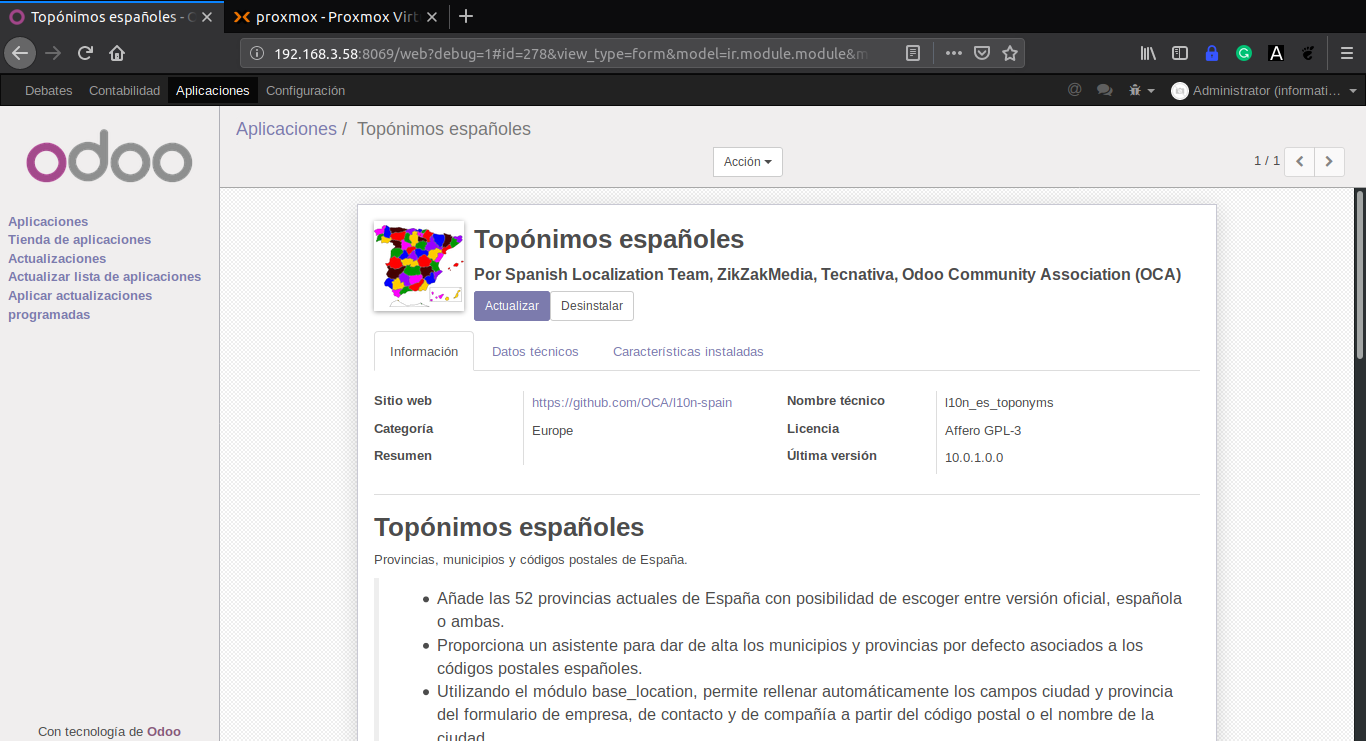 Topónimos españoles - O
proxmox - Proxmox Virt
192.168.3.58:8069/web?debug=1#id=278&view_type=form&model=ir.module.module&m
Debates Contabilidad Aplicaciones Configuración
Administrator (informati...
odoo
Aplicaciones / Topónimos españoles
Acción
1 / 1
Aplicaciones
Tienda de aplicaciones
Actualizaciones
Actualizar lista de aplicaciones
Aplicar actualizaciones
programadas
Con tecnología de Odoo
Topónimos españoles
Por Spanish Localization Team, ZikZakMedia, Tecnativa, Odoo Community Association (OCA)
Actualizar Desinstalar
Información Datos técnicos Características instaladas
Sitio web https://github.com/OCA/l10n-spain Nombre técnico l10n_es_toponyms
Categoría Europe Licencia Affero GPL-3
Resumen Última versión 10.0.1.0.0
Topónimos españoles
Provincias, municipios y códigos postales de España.
• Añade las 52 provincias actuales de España con posibilidad de escoger entre versión oficial, española
o ambas.
• Proporciona un asistente para dar de alta los municipios y provincias por defecto asociados a los
códigos postales españoles.
• Utilizando el módulo base_location, permite rellenar automáticamente los campos ciudad y provincia
del formulario de empresa, de contacto y de compañía a partir del código postal o el nombre de la
ciudad